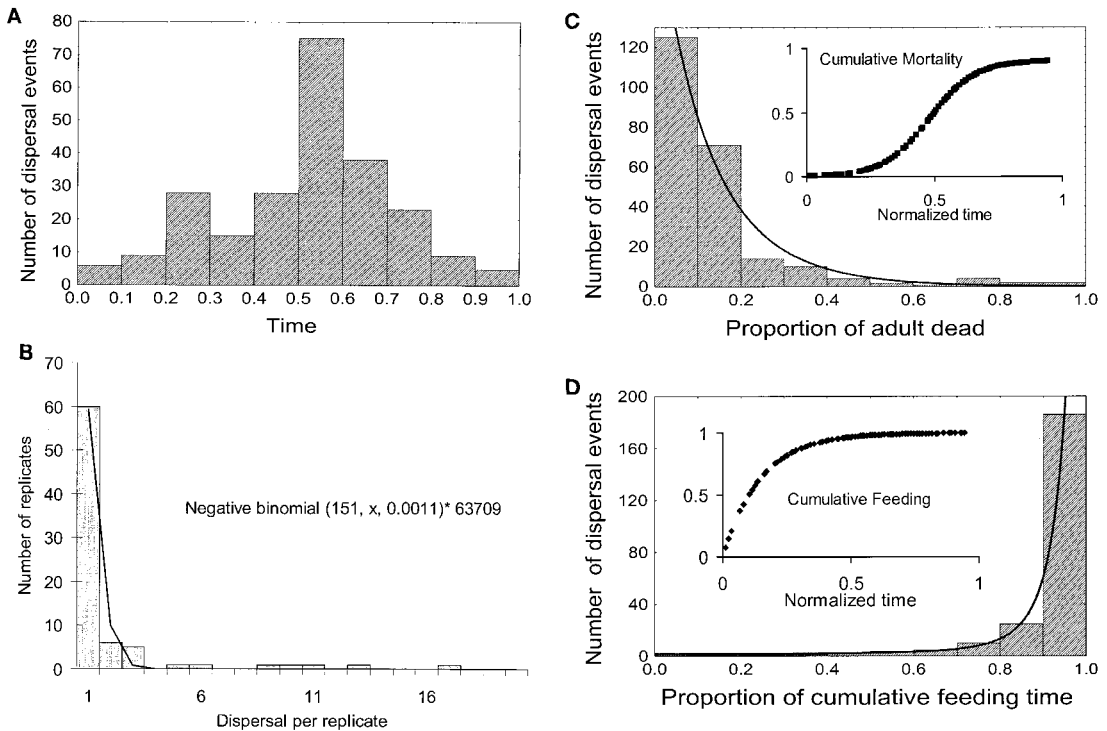 A
Number of dispersal events
80
70
60
50
40
30
20
10
0
0.0 0.1 0.2 0.3 0.4 0.5 0.6 0.7 0.8 0.9 1.0
Time
B
Number of replicates
70
60
50
40
30
20
10
0
Negative binomial (151, x, 0.0011)* 63709
1 6 11 16
Dispersal per replicate
C
Number of dispersal events
120
100
80
60
40
20
0
Cumulative Mortality
1
0.5
0
0 0.5 1
Normalized time
0.0 0.2 0.4 0.6 0.8 1.0
Proportion of adult dead
D
Number of dispersal events
200
160
120
80
40
0
1
0.5
0
Cumulative Feeding
0 0.5 1
Normalized time
0.0 0.2 0.4 0.6 0.8 1.0
Proportion of cumulative feeding time